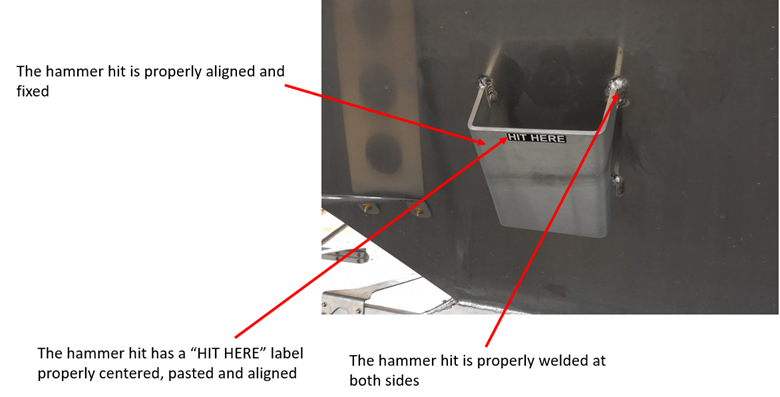 The hammer hit is properly aligned and
fixed
HIT HERE
The hammer hit has a “HIT HERE” label
properly centered, pasted and aligned
The hammer hit is properly welded at
both sides